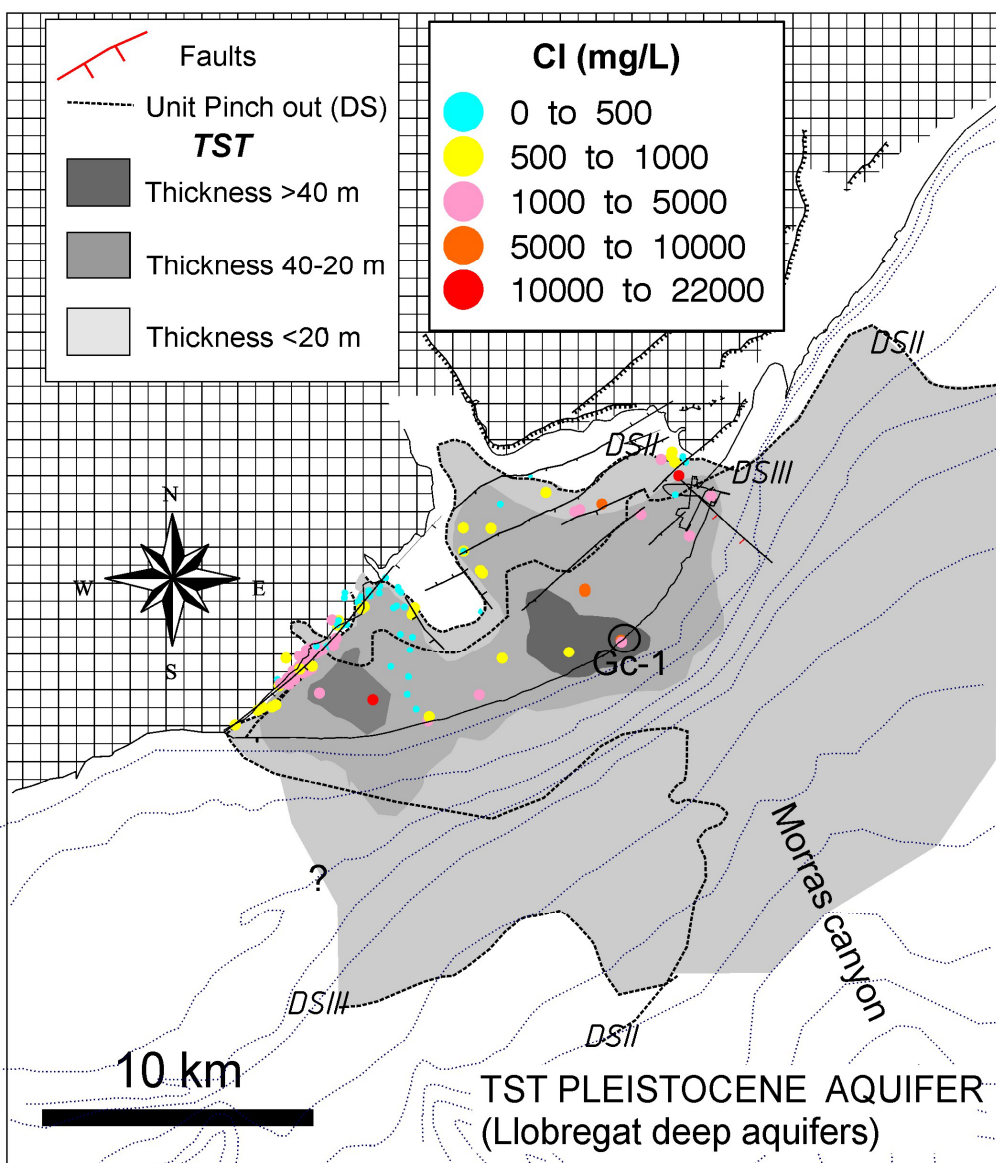 Faults
Unit Pinch out (DS)
TST
Thickness >40 m
Thickness 40-20 m
Thickness <20 m
Cl (mg/L)
0 to 500
500 to 1000
1000 to 5000
5000 to 10000
10000 to 22000
DSII
DSII
DSIII
N
W
E
S
Gc-1
?
Morras canyon
DSIII
DSII
10 km
TST PLEISTOCENE AQUIFER
(Llobregat deep aquifers)